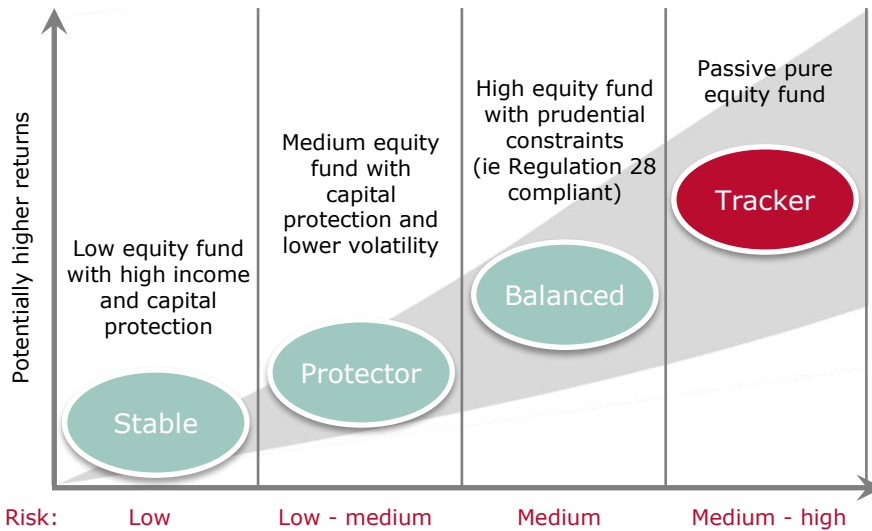 Potentially higher returns
Low equity fund
with high income
and capital
protection
Stable
Medium equity
fund with
capital
protection and
lower volatility
Protector
High equity fund
with prudential
constraints
(ie Regulation 28
compliant)
Balanced
Passive pure
equity fund
Tracker
Risk: Low Low - medium Medium Medium - high